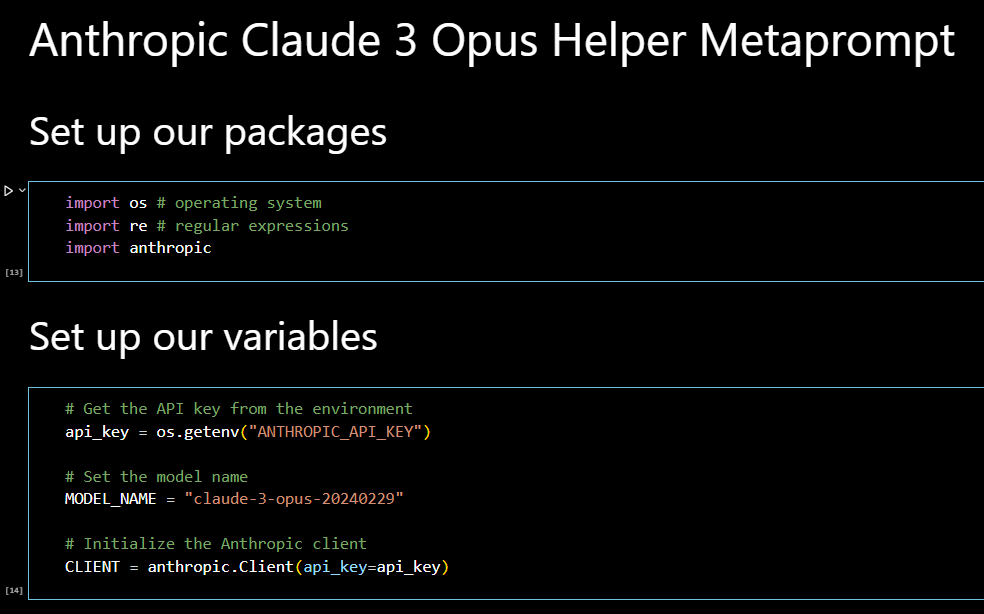 Anthropic Claude 3 Opus Helper Metaprompt
Set up our packages
import os # operating system
import re # regular expressions
import anthropic
[13]
Set up our variables
# Get the API key from the environment
api_key = os.getenv("ANTHROPIC_API_KEY")
# Set the model name
MODEL_NAME = "claude-3-opus-20240229"
# Initialize the Anthropic client
CLIENT = anthropic.Client(api_key=api_key)
[14]